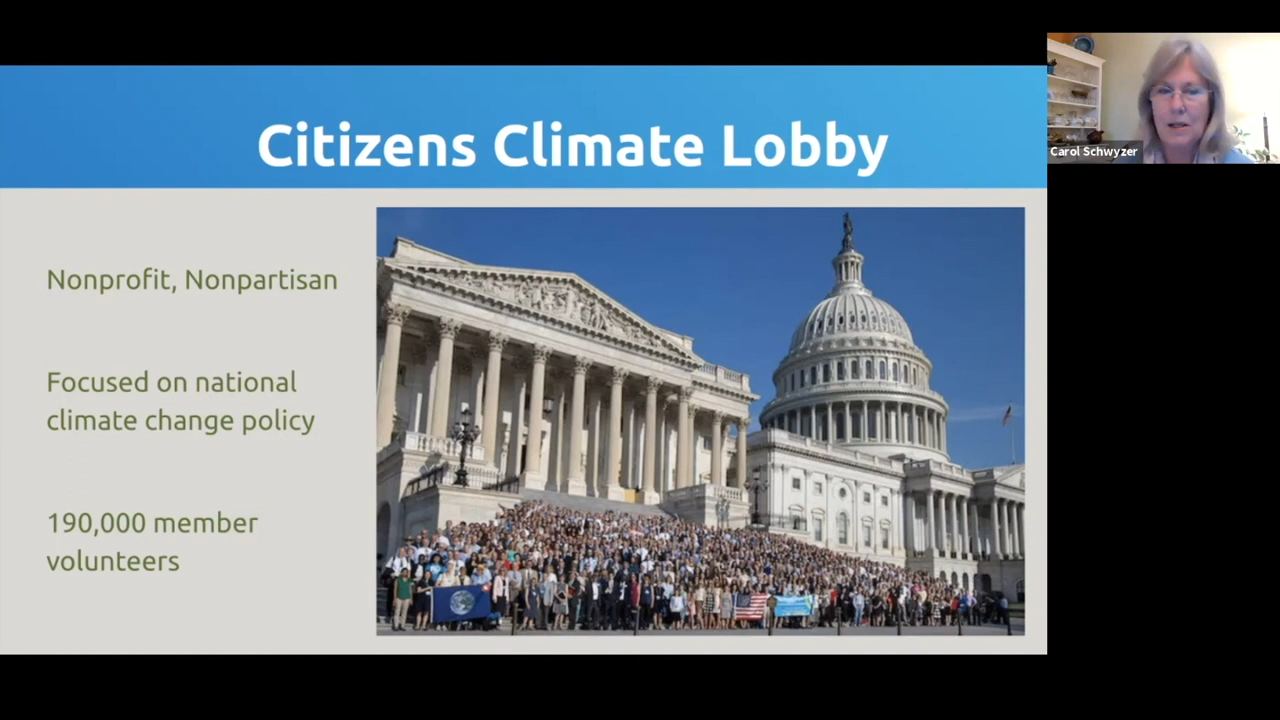 Citizens Climate Lobby
Carol Schwyzer
Nonprofit, Nonpartisan
Focused on national
climate change policy
190,000 member
volunteers